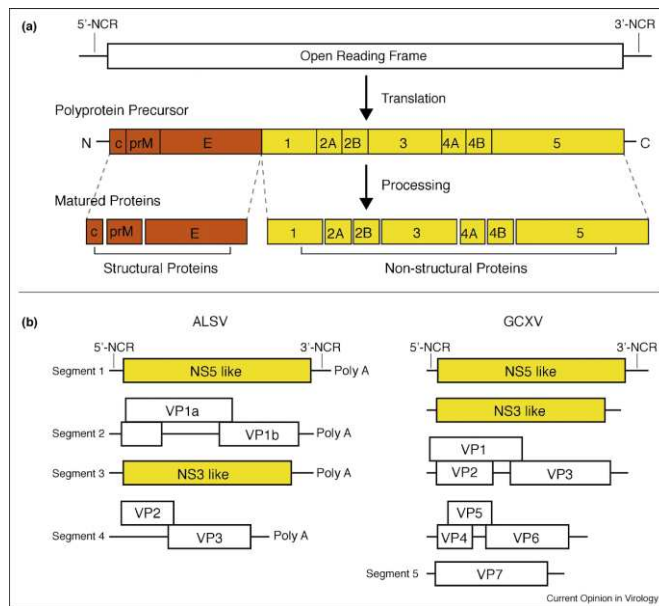 (a)
5'-NCR 3'-NCR
Open Reading Frame
Translation
Polyprotein Precursor
N c prM E 1 2A 2B 3 4A 4B 5 C
Processing
Matured Proteins
c prM E 1 2A 2B 3 4A 4B 5
Structural Proteins Non-structural Proteins
(b)
ALSV
5'-NCR 3'-NCR
Segment 1 NS5 like Poly A
VP1a
Segment 2 VP1b Poly A
Segment 3 NS3 like Poly A
VP2
Segment 4 VP3 Poly A
GCXV
5'-NCR 3'-NCR
NS5 like
NS3 like
VP1
VP2 VP3
VP5
VP4 VP6
Segment 5 VP7
Current Opinion in Virology